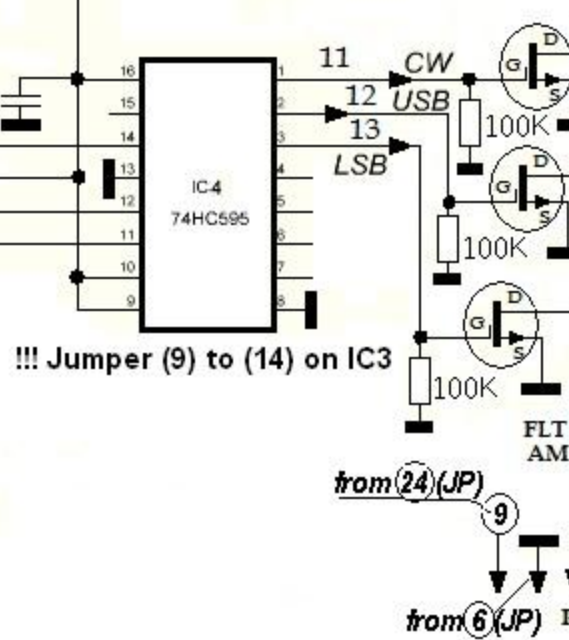 D
11
CW
16
1
G
12
USB
S
15
2
13
100K
14
3
D
LSB
13
4
G
IC4
12
74HC595
5
S
11
6
100K
10
7
9
8
D
G
!!! Jumper (9) to (14) on IC3
S
100K
FLT
AM
from 24 (JP)
9
from 6 (JP)